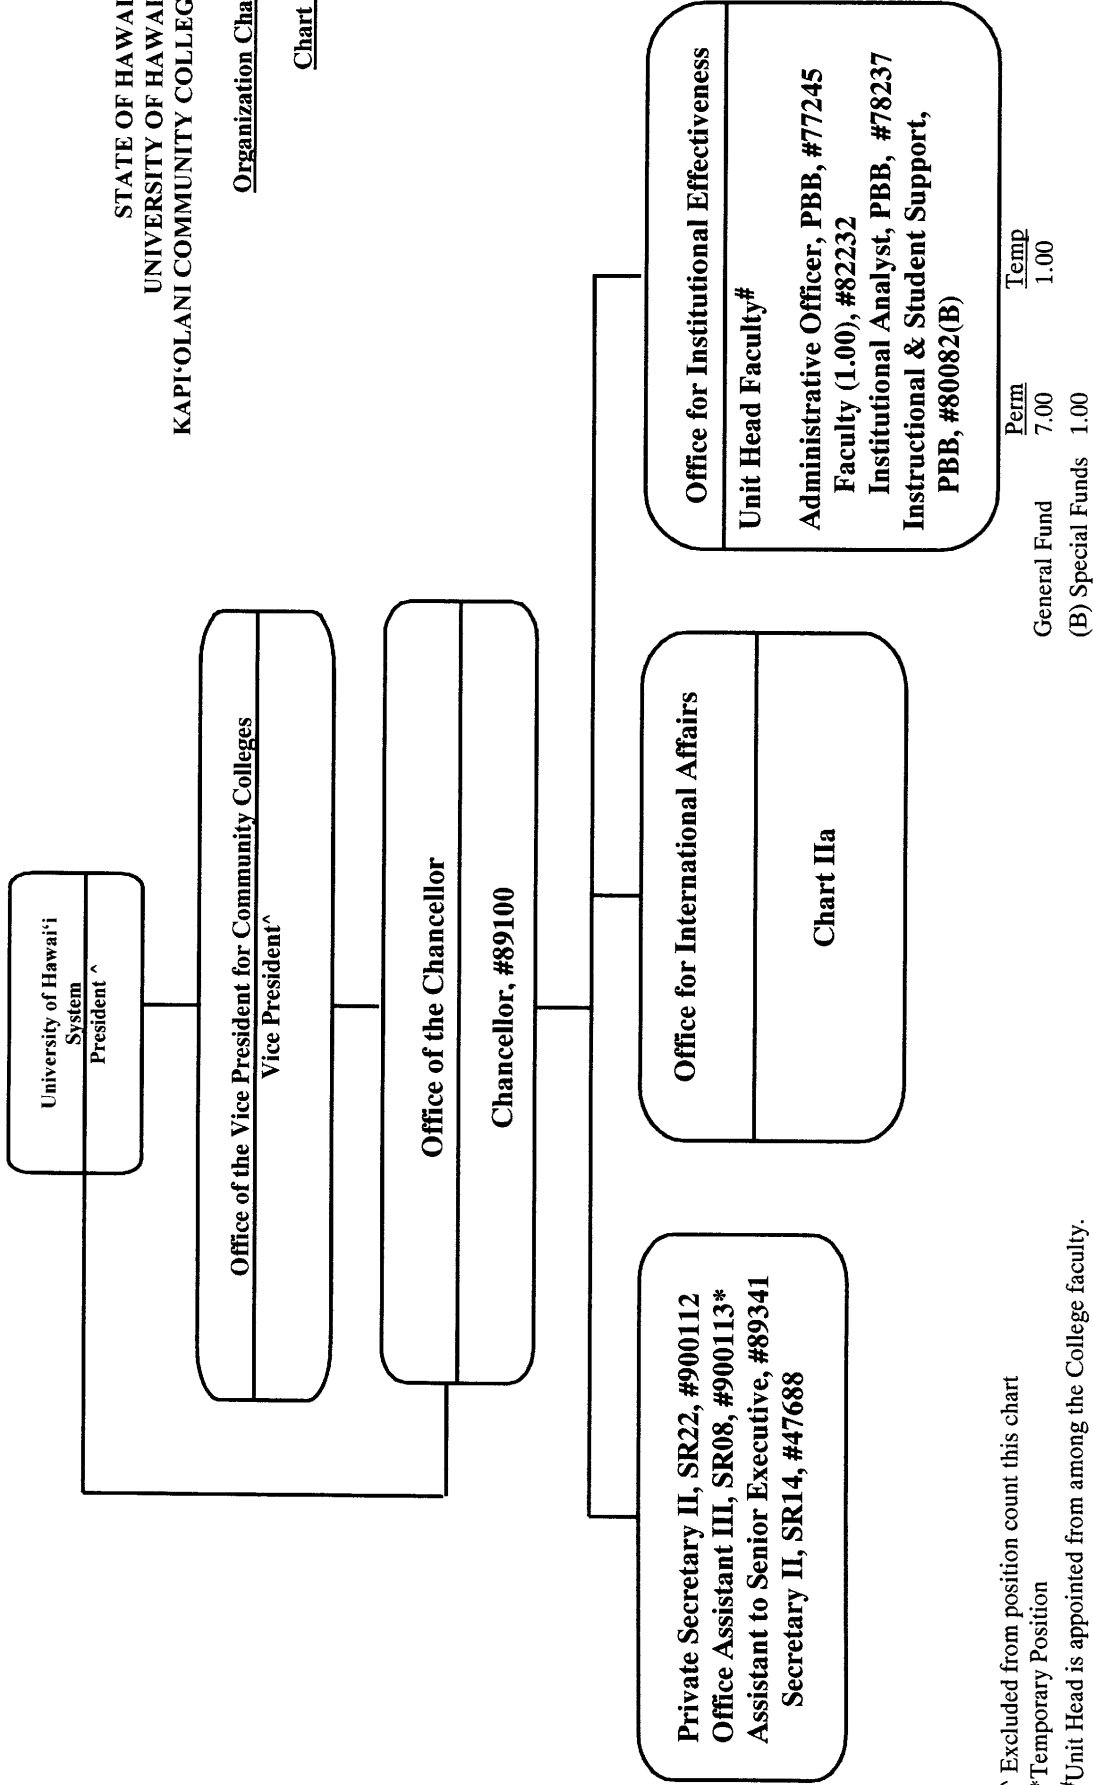 STATE OF HAWAI
UNIVERSITY OF HAWAI
KAPI‘OLANI COMMUNITY COLLEG
Organization Cha
Chart
University of Hawai‘i
System
President ^
Office of the Vice President for Community Colleges
Vice President^
Office of the Chancellor
Chancellor, #89100
Private Secretary II, SR22, #900112
Office Assistant III, SR08, #900113*
Assistant to Senior Executive, #89341
Secretary II, SR14, #47688
Office for International Affairs
Chart IIa
Office for Institutional Effectiveness
Unit Head Faculty#
Administrative Officer, PBB, #77245
Faculty (1.00), #82232
Institutional Analyst, PBB, #78237
Instructional & Student Support,
PBB, #80082(B)
Perm Temp
General Fund 7.00 1.00
(B) Special Funds 1.00
^ Excluded from position count this chart
*Temporary Position
#Unit Head is appointed from among the College faculty.